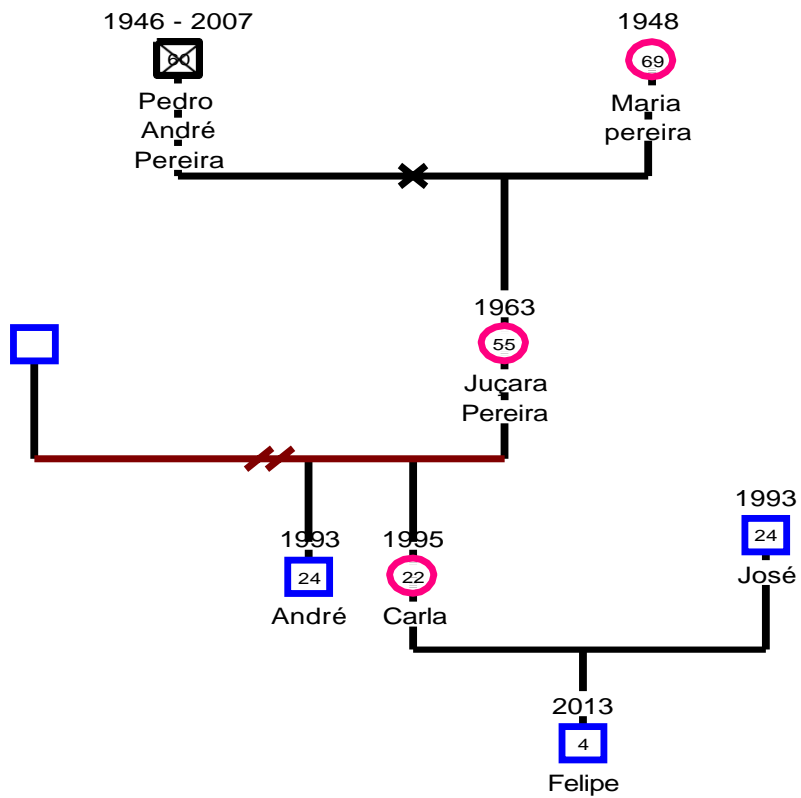 1946 - 2007
60
Pedro
André
Pereira
1948
69
Maria
pereira
1963
55
Juçara
Pereira
1993
24
André
1995
22
Carla
1993
24
José
2013
4
Felipe